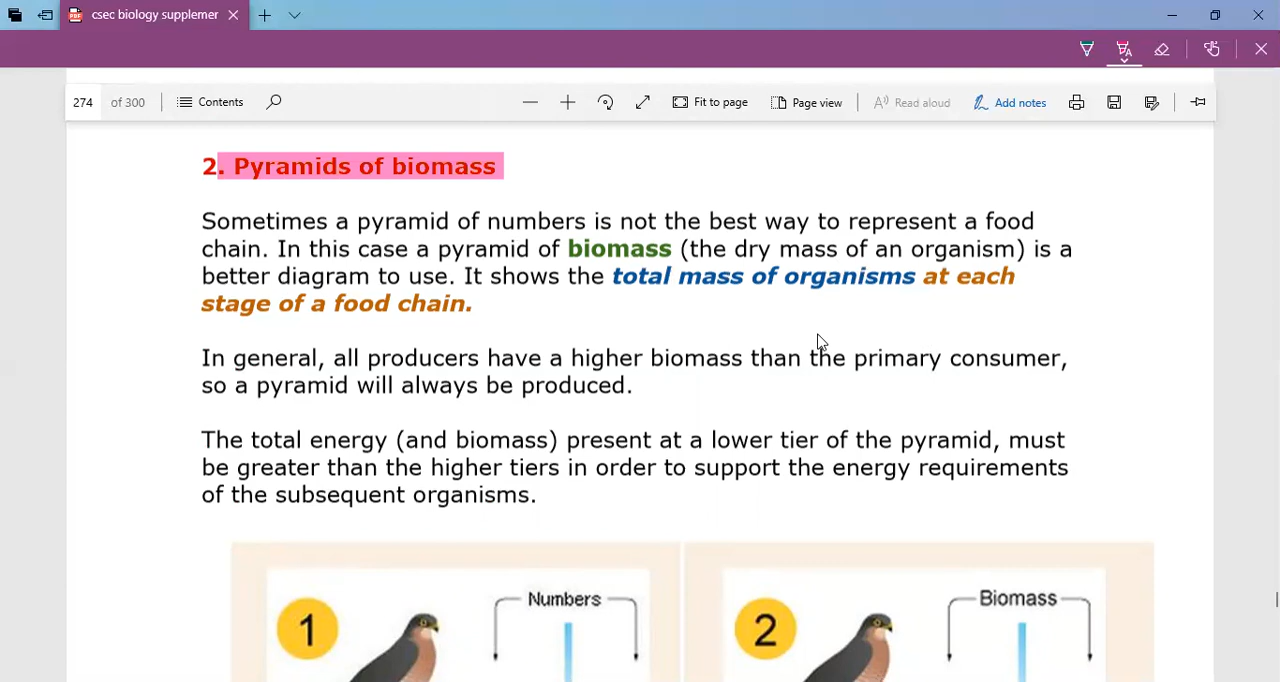 csec biology supplemer
274 of 300 Contents Fit to page Page view Read aloud Add notes
2. Pyramids of biomass
Sometimes a pyramid of numbers is not the best way to represent a food
chain. In this case a pyramid of biomass (the dry mass of an organism) is a
better diagram to use. It shows the total mass of organisms at each
stage of a food chain.
In general, all producers have a higher biomass than the primary consumer,
so a pyramid will always be produced.
The total energy (and biomass) present at a lower tier of the pyramid, must
be greater than the higher tiers in order to support the energy requirements
of the subsequent organisms.
1 Numbers 2 Biomass